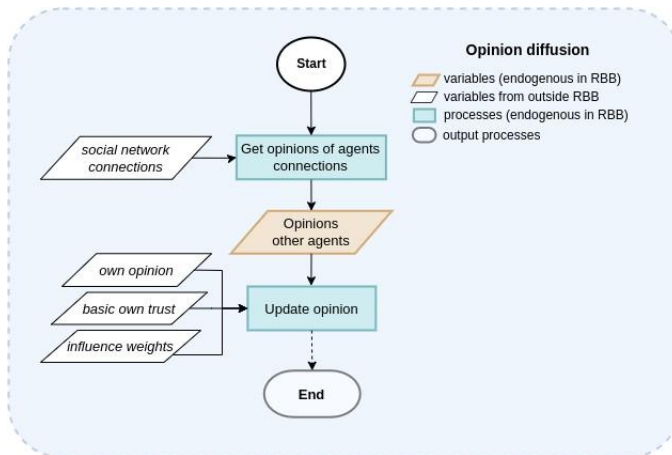 Start
Opinion diffusion
variables (endogenous in RBB)
variables from outside RBB
processes (endogenous in RBB)
output processes
social network
connections
Get opinions of agents
connections
Opinions
other agents
own opinion
basic own trust
influence weights
Update opinion
End